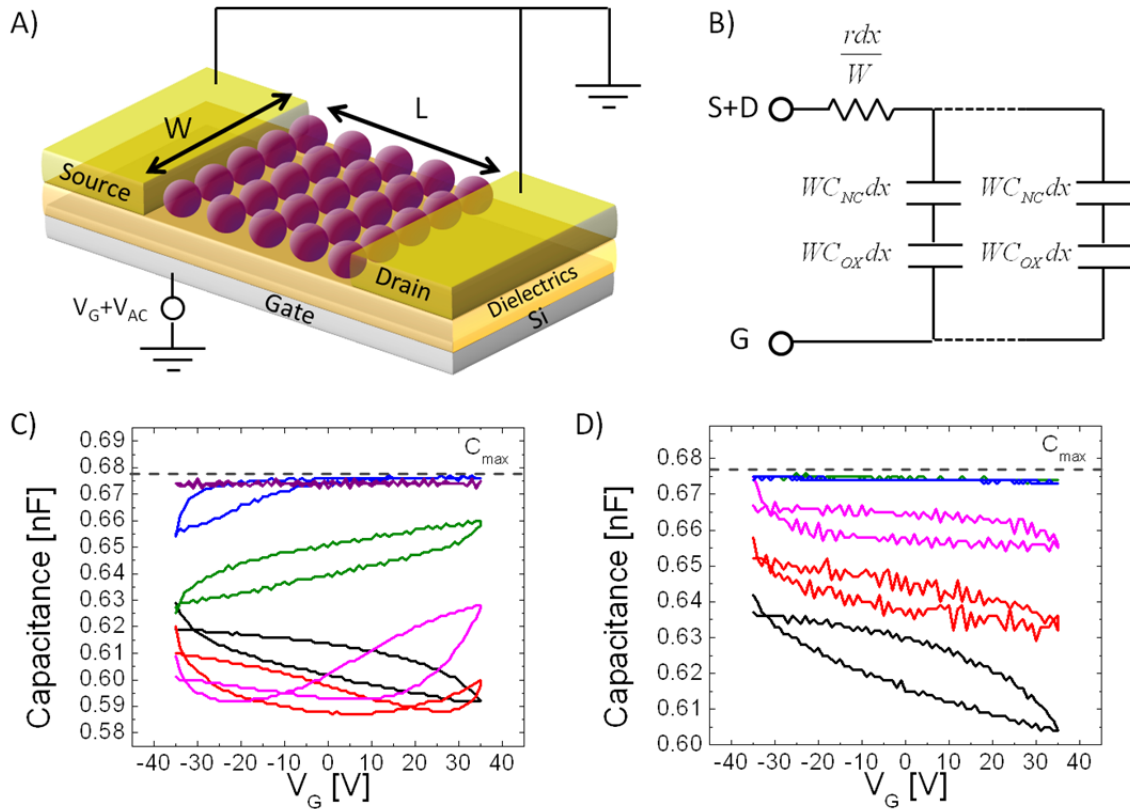 A)
W
L
Source
Drain
Dielectrics
Si
Gate
V_G+V_AC
B)
rdx
W
S+D
WC_NC dx
WC_NC dx
WC_OX dx
WC_OX dx
G
C)
Capacitance [nF]
0.69
0.68
0.67
0.66
0.65
0.64
0.63
0.62
0.61
0.60
0.59
0.58
C_max
-40 -30 -20 -10 0 10 20 30 40
V_G [V]
D)
Capacitance [nF]
0.68
0.67
0.66
0.65
0.64
0.63
0.62
0.61
0.60
C_max
-40 -30 -20 -10 0 10 20 30 40
V_G [V]